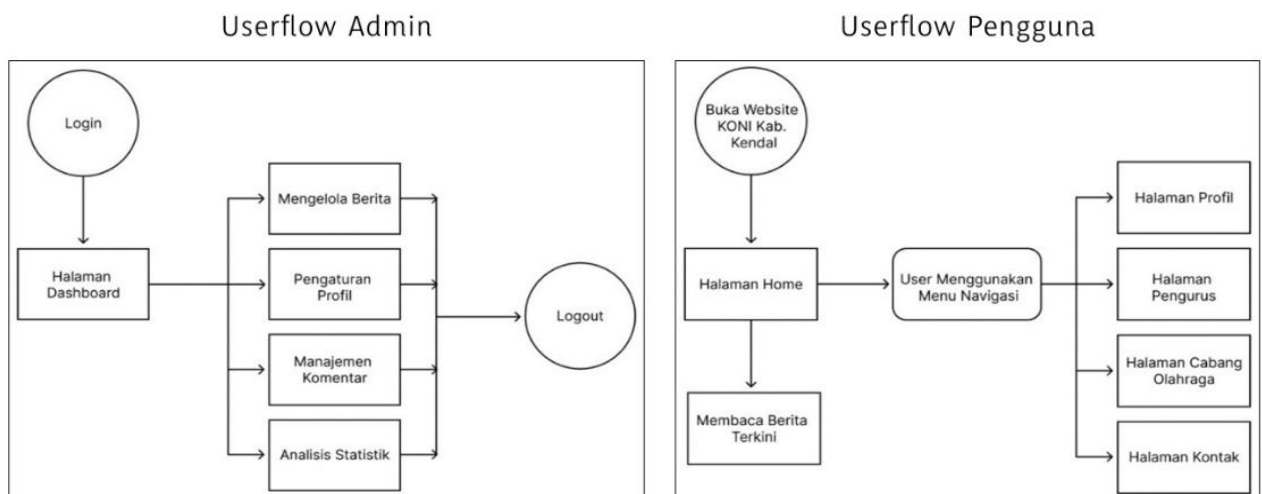 Userflow Admin
Login
Halaman
Dashboard
Mengelola Berita
Pengaturan
Profil
Manajemen
Komentar
Analisis Statistik
Logout
Userflow Pengguna
Buka Website
KONI Kab.
Kendal
Halaman Home
Membaca Berita
Terkini
User Menggunakan
Menu Navigasi
Halaman Profil
Halaman
Pengurus
Halaman Cabang
Olahraga
Halaman Kontak